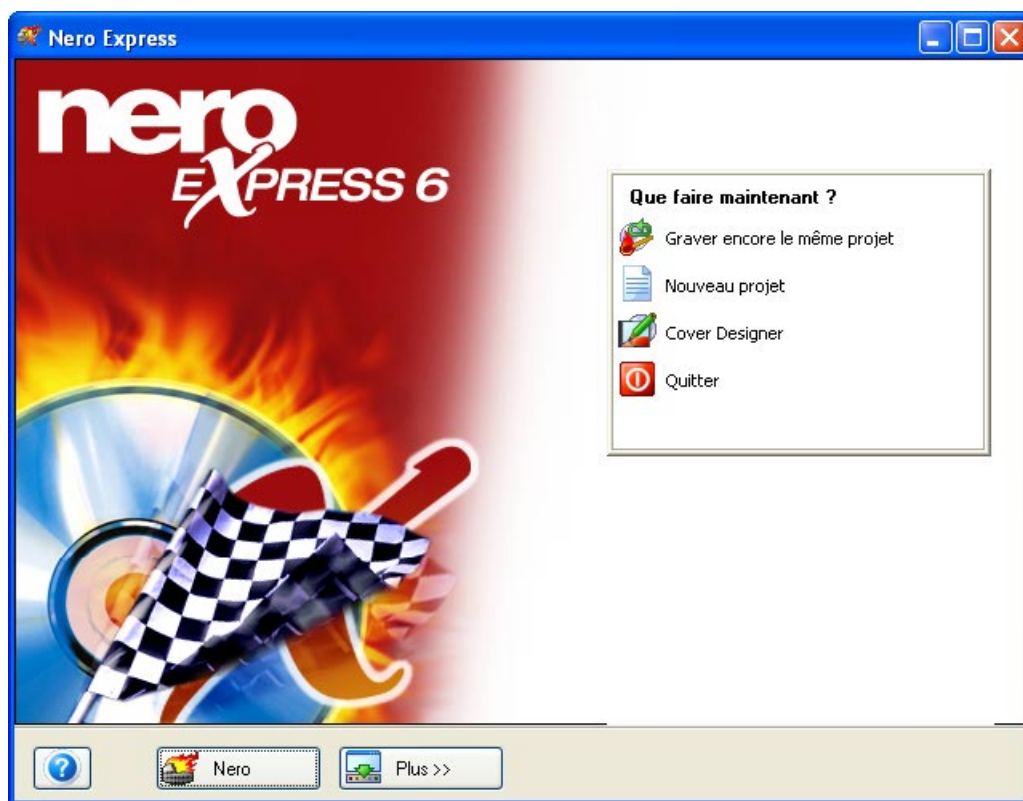 Nero Express
nero
EXPRESS 6
Que faire maintenant ?
Graver encore le même projet
Nouveau projet
Cover Designer
Quitter
?
Nero
Plus >>